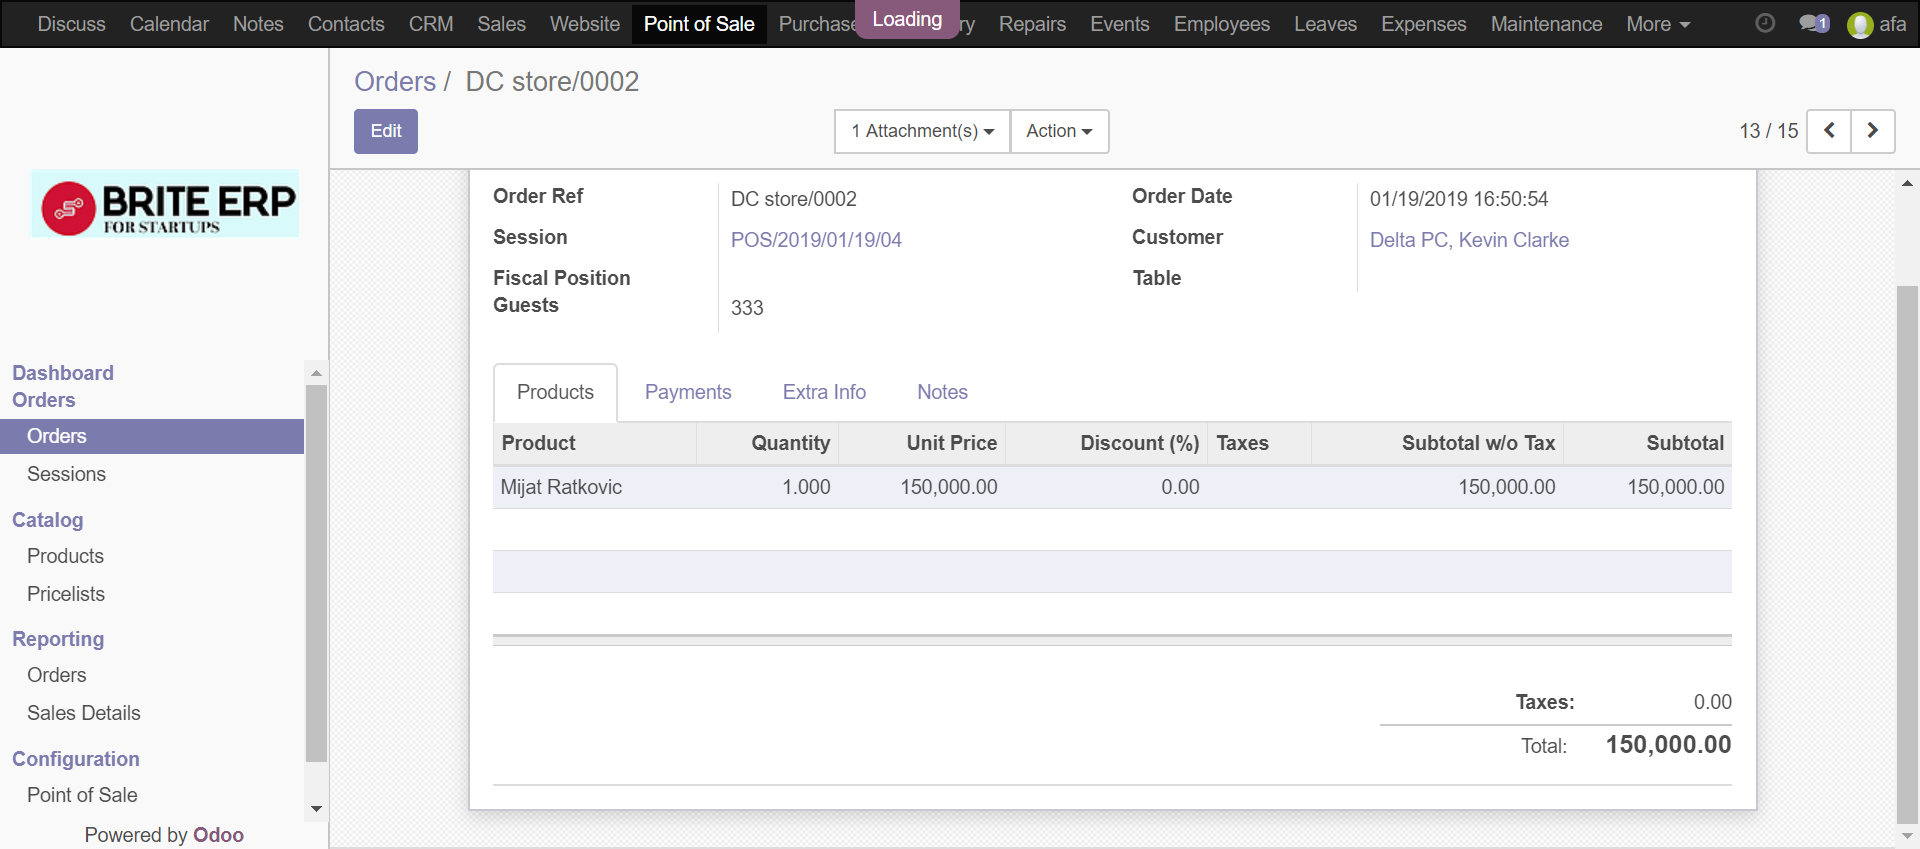 Discuss Calendar Notes Contacts CRM Sales Website Point of Sale Purchase Loading ry Repairs Events Employees Leaves Expenses Maintenance More 1 afa
Orders / DC store/0002
Edit 1 Attachment(s) Action 13 / 15
BRITE ERP
FOR STARTUPS
Dashboard
Orders
Orders
Sessions
Catalog
Products
Pricelists
Reporting
Orders
Sales Details
Configuration
Point of Sale
Powered by Odoo
Order Ref DC store/0002 Order Date 01/19/2019 16:50:54
Session POS/2019/01/19/04 Customer Delta PC, Kevin Clarke
Fiscal Position Table
Guests 333
Products Payments Extra Info Notes
Product Quantity Unit Price Discount (%) Taxes Subtotal w/o Tax Subtotal
Mijat Ratkovic 1.000 150,000.00 0.00 150,000.00 150,000.00
Taxes: 0.00
Total: 150,000.00